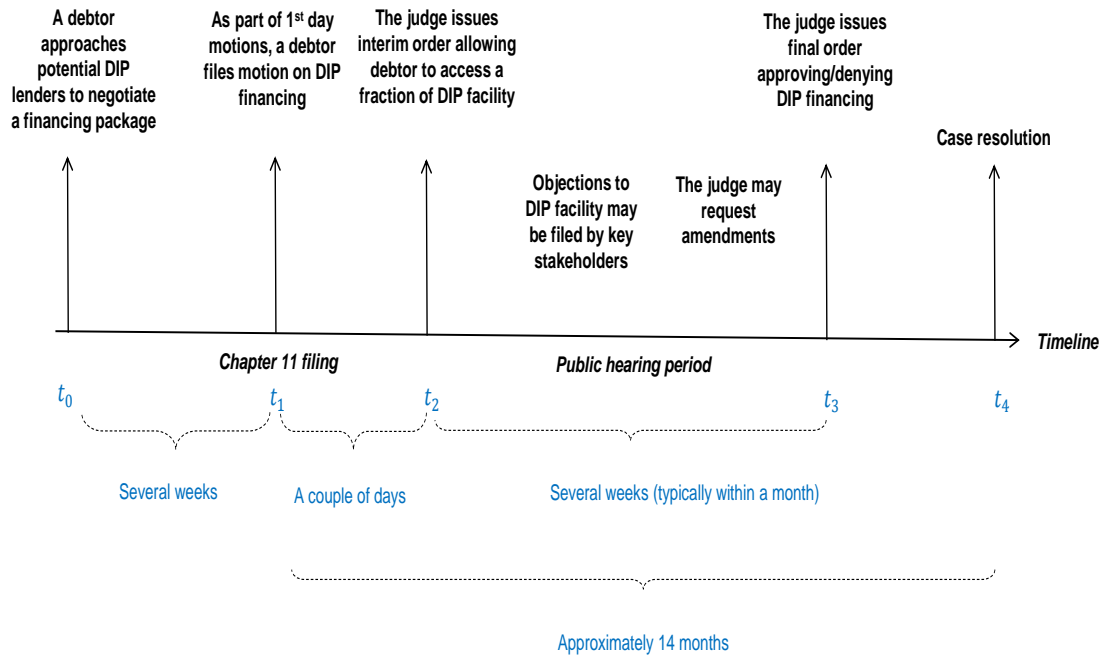 A debtor
approaches
potential DIP
lenders to negotiate
a financing package
As part of 1st day
motions, a debtor
files motion on DIP
financing
The judge issues
interim order allowing
debtor to access a
fraction of DIP facility
The judge issues
final order
approving/denying
DIP financing
Case resolution
Objections to
DIP facility may
be filed by key
stakeholders
The judge may
request
amendments
Timeline
Chapter 11 filing
Public hearing period
t0
t1
t2
t3
t4
Several weeks
A couple of days
Several weeks (typically within a month)
Approximately 14 months